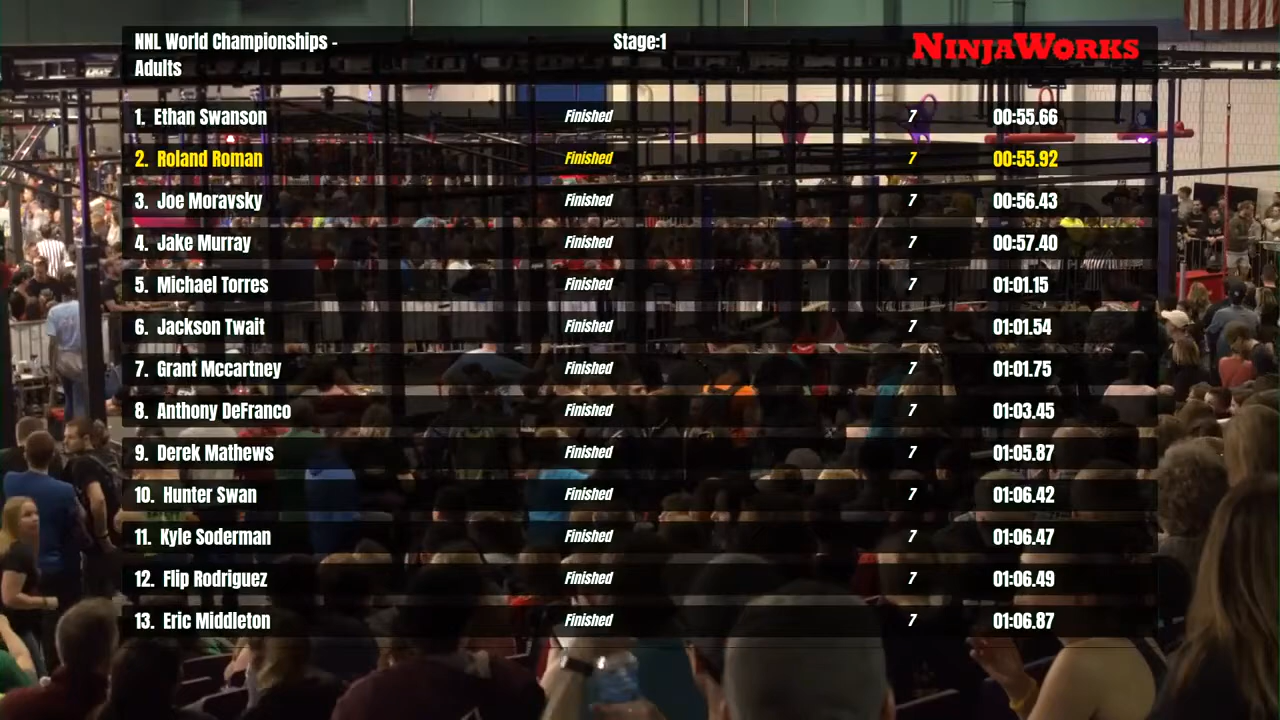 NNL World Championships -
Adults
Stage:1
NINJAWORKS
1. Ethan Swanson Finished 7 00:55.66
2. Roland Roman Finished 7 00:55.92
3. Joe Moravsky Finished 7 00:56.43
4. Jake Murray Finished 7 00:57.40
5. Michael Torres Finished 7 01:01.15
6. Jackson Twait Finished 7 01:01.54
7. Grant Mccartney Finished 7 01:01.75
8. Anthony DeFranco Finished 7 01:03.45
9. Derek Mathews Finished 7 01:05.87
10. Hunter Swan Finished 7 01:06.42
11. Kyle Soderman Finished 7 01:06.47
12. Flip Rodriguez Finished 7 01:06.49
13. Eric Middleton Finished 7 01:06.87